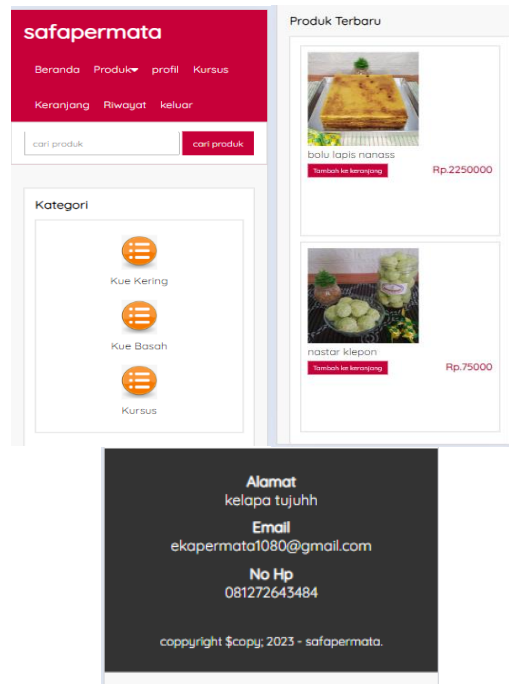 safapermata
Beranda Produk profil Kursus
Keranjang Riwayat keluar
cari produk cari produk
Kategori
Kue Kering
Kue Basah
Kursus
Produk Terbaru
bolu lapis nanass
Tambah ke keranjang Rp.2250000
nastar klepon
Tambah ke keranjang Rp.75000
Alamat
kelapa tujuhh
Email
ekapermata1080@gmail.com
No Hp
081272643484
coppyright $copy; 2023 - safapermata.